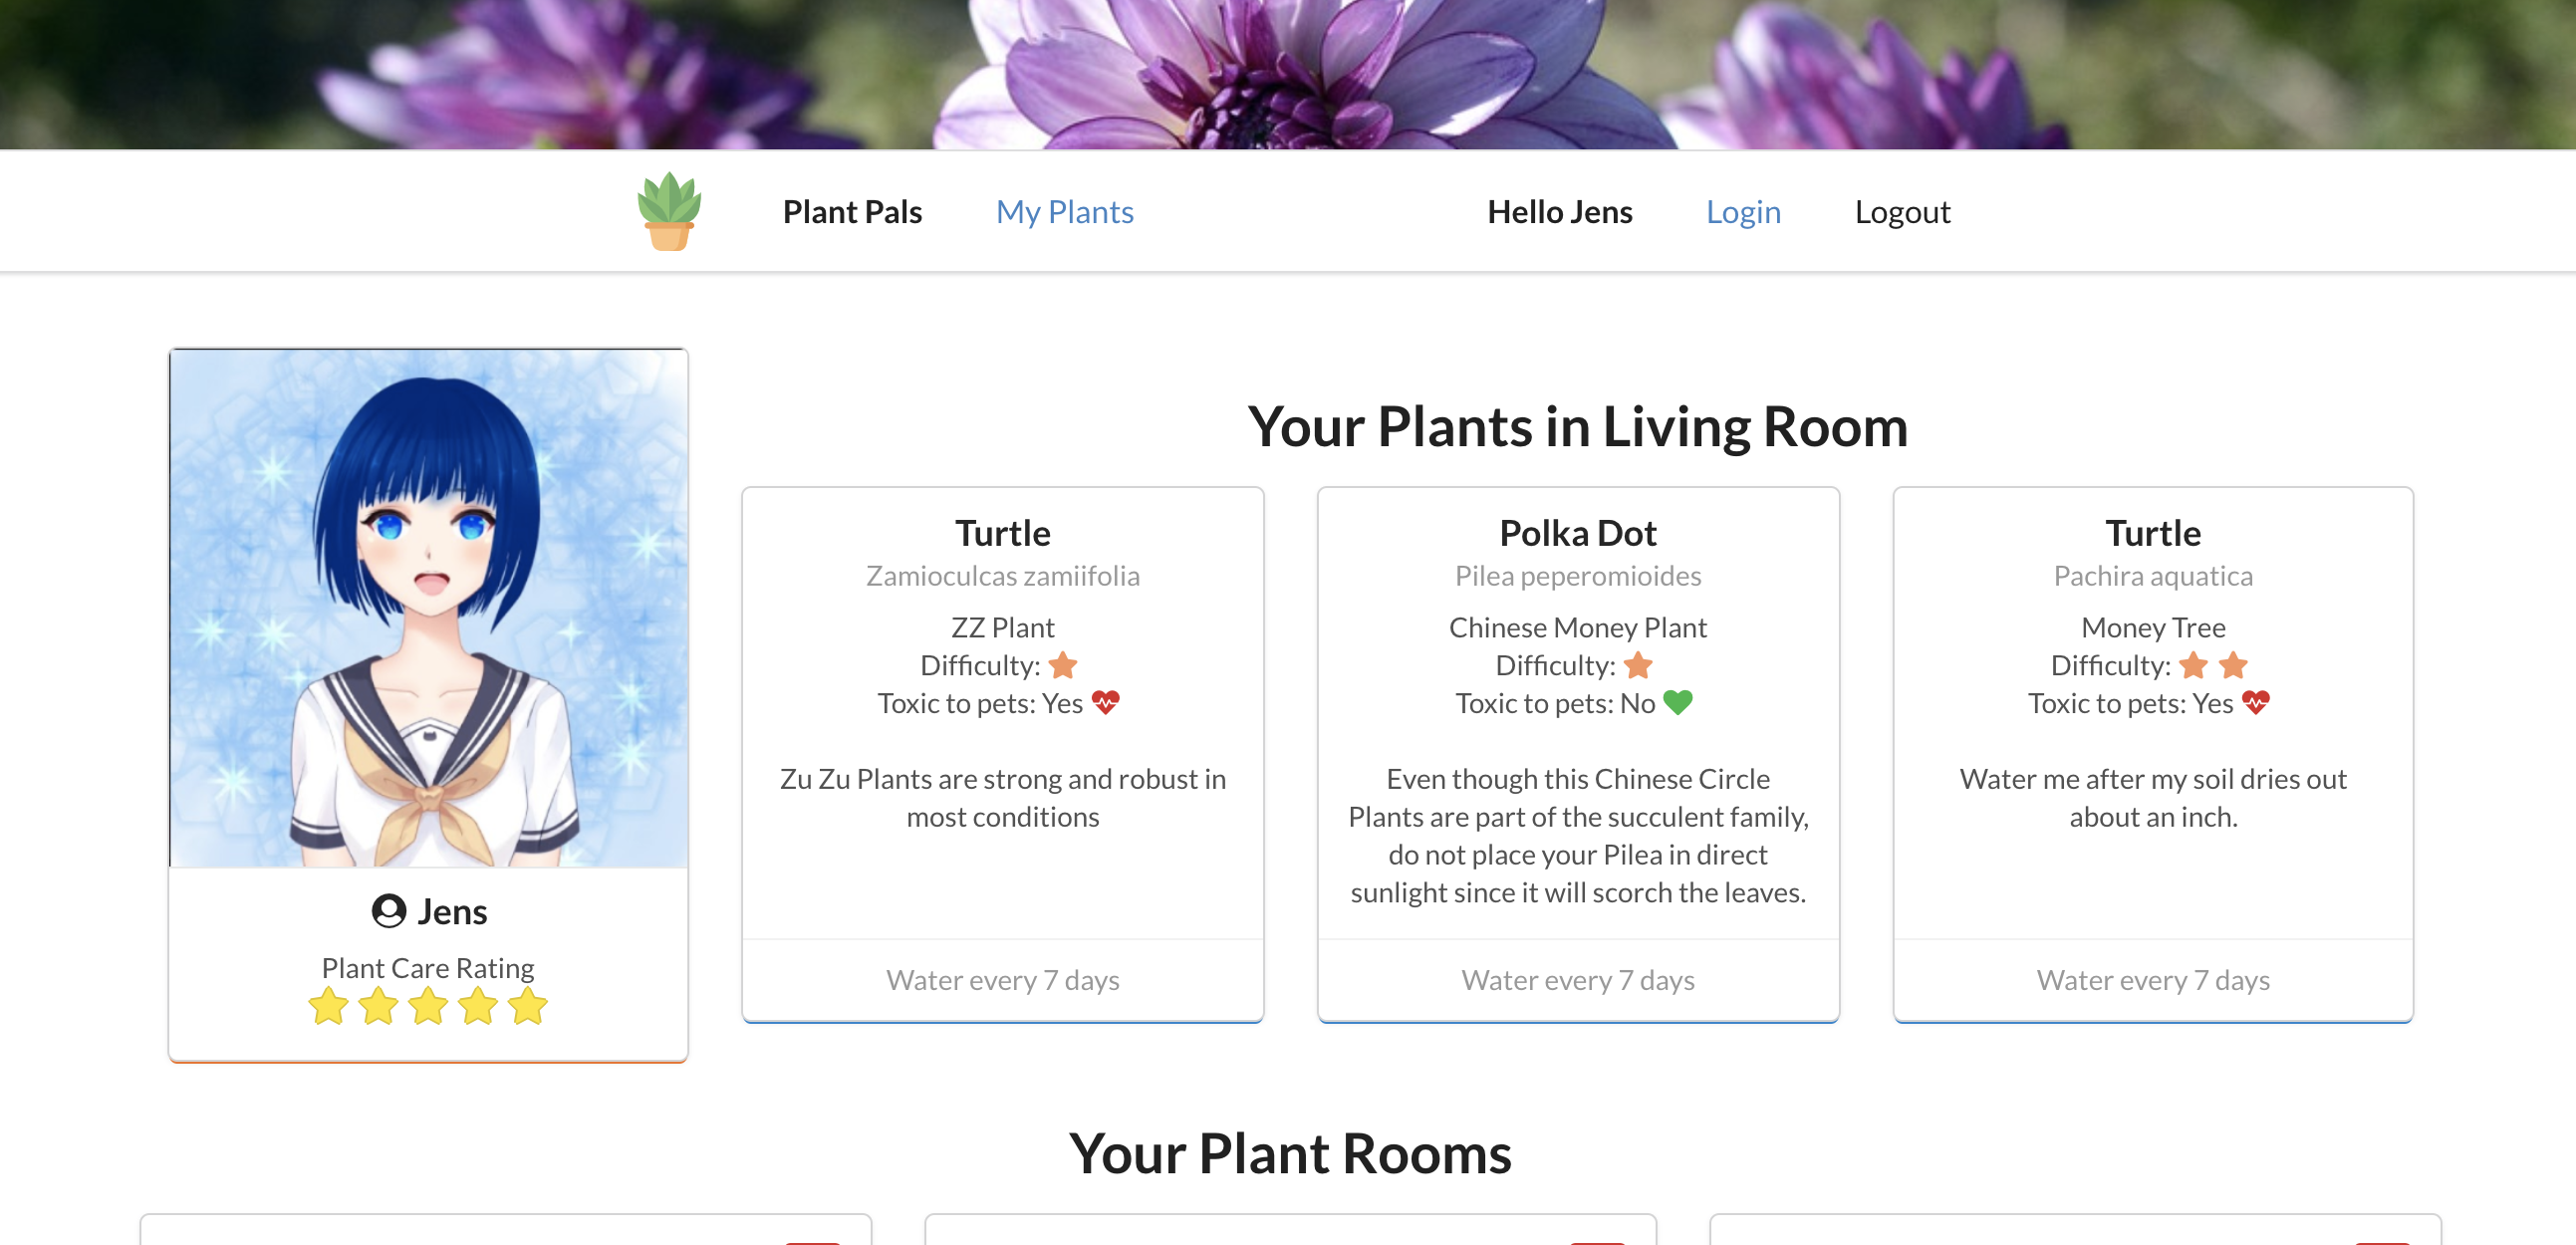 Plant Pals
My Plants
Hello Jens
Login
Logout
Jens
Plant Care Rating
Your Plants in Living Room
Turtle
Zamioculcas zamiifolia
ZZ Plant
Difficulty:
Toxic to pets: Yes
Zu Zu Plants are strong and robust in
most conditions
Water every 7 days
Polka Dot
Pilea peperomioides
Chinese Money Plant
Difficulty:
Toxic to pets: No
Even though this Chinese Circle
Plants are part of the succulent family,
do not place your Pilea in direct
sunlight since it will scorch the leaves.
Water every 7 days
Turtle
Pachira aquatica
Money Tree
Difficulty:
Toxic to pets: Yes
Water me after my soil dries out
about an inch.
Water every 7 days
Your Plant Rooms